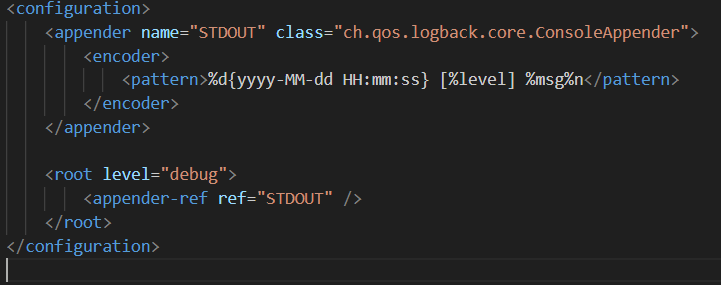 <configuration>
    <appender name="STDOUT" class="ch.qos.logback.core.ConsoleAppender">
        <encoder>
            <pattern>%d{yyyy-MM-dd HH:mm:ss} [%level] %msg%n</pattern>
        </encoder>
    </appender>

    <root level="debug">
        <appender-ref ref="STDOUT" />
    </root>
</configuration>